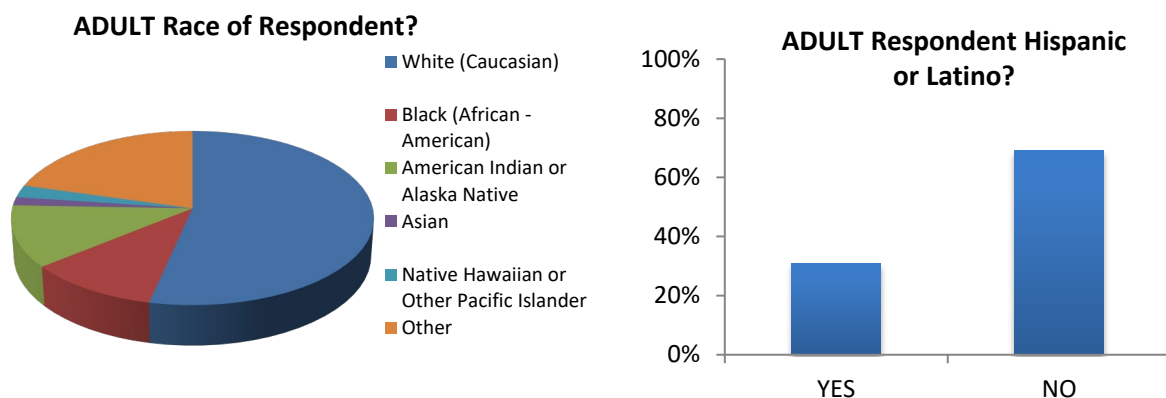 ADULT Race of Respondent?
White (Caucasian)
Black (African -
American)
American Indian or
Alaska Native
Asian
Native Hawaiian or
Other Pacific Islander
Other
ADULT Respondent Hispanic
or Latino?
100%
80%
60%
40%
20%
0%
YES
NO